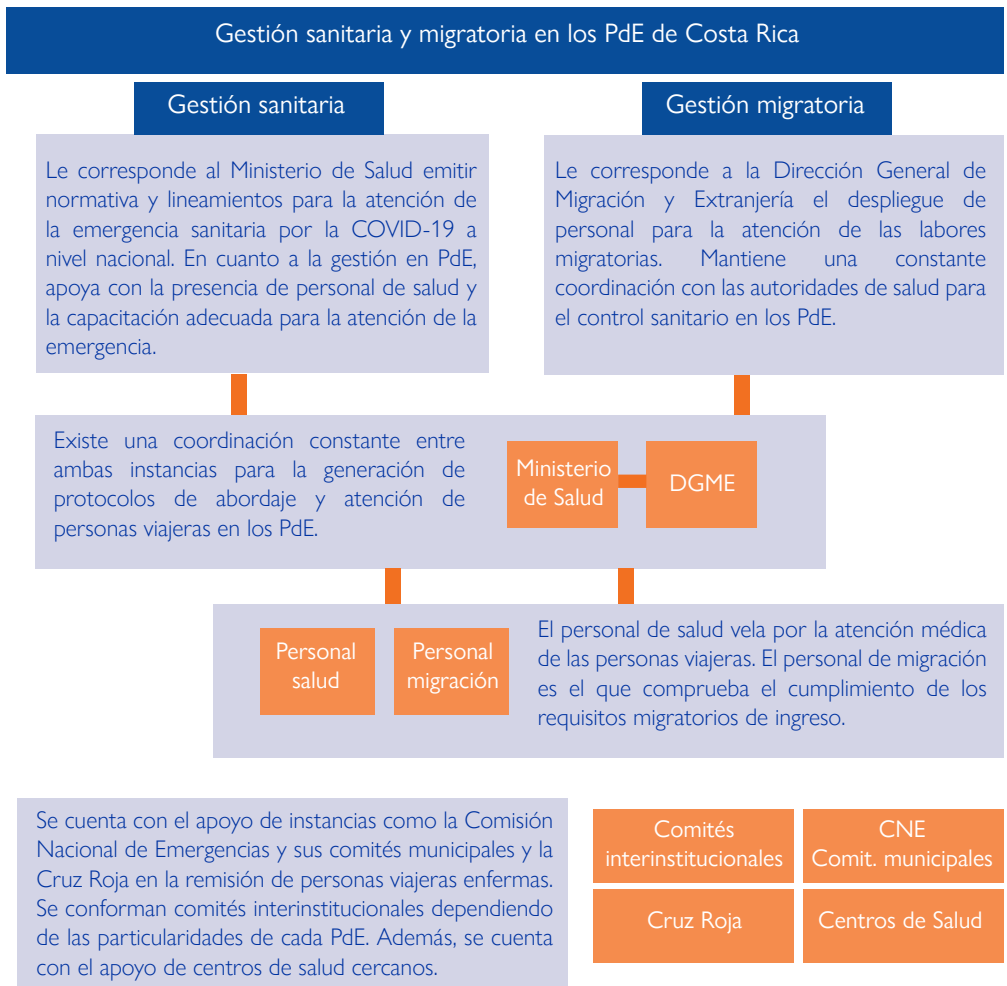 Gestión sanitaria y migratoria en los PdE de Costa Rica
Gestión sanitaria
Le corresponde al Ministerio de Salud emitir
normativa y lineamientos para la atención de
la emergencia sanitaria por la COVID-19 a
nivel nacional. En cuanto a la gestión en PdE,
apoya con la presencia de personal de salud y
la capacitación adecuada para la atención de la
emergencia.
Gestión migratoria
Le corresponde a la Dirección General de
Migración y Extranjería el despliegue de
personal para la atención de las labores
migratorias. Mantiene una constante
coordinación con las autoridades de salud para
el control sanitario en los PdE.
Existe una coordinación constante entre
ambas instancias para la generación de
protocolos de abordaje y atención de
personas viajeras en los PdE.
Ministerio
de Salud
DGME
Personal
salud
Personal
migración
El personal de salud vela por la atención médica
de las personas viajeras. El personal de migración
es el que comprueba el cumplimiento de los
requisitos migratorios de ingreso.
Se cuenta con el apoyo de instancias como la Comisión
Nacional de Emergencias y sus comités municipales y la
Cruz Roja en la remisión de personas viajeras enfermas.
Se conforman comités interinstitucionales dependiendo
de las particularidades de cada PdE. Además, se cuenta
con el apoyo de centros de salud cercanos.
Comités
interinstitucionales
CNE
Comit. municipales
Cruz Roja
Centros de Salud